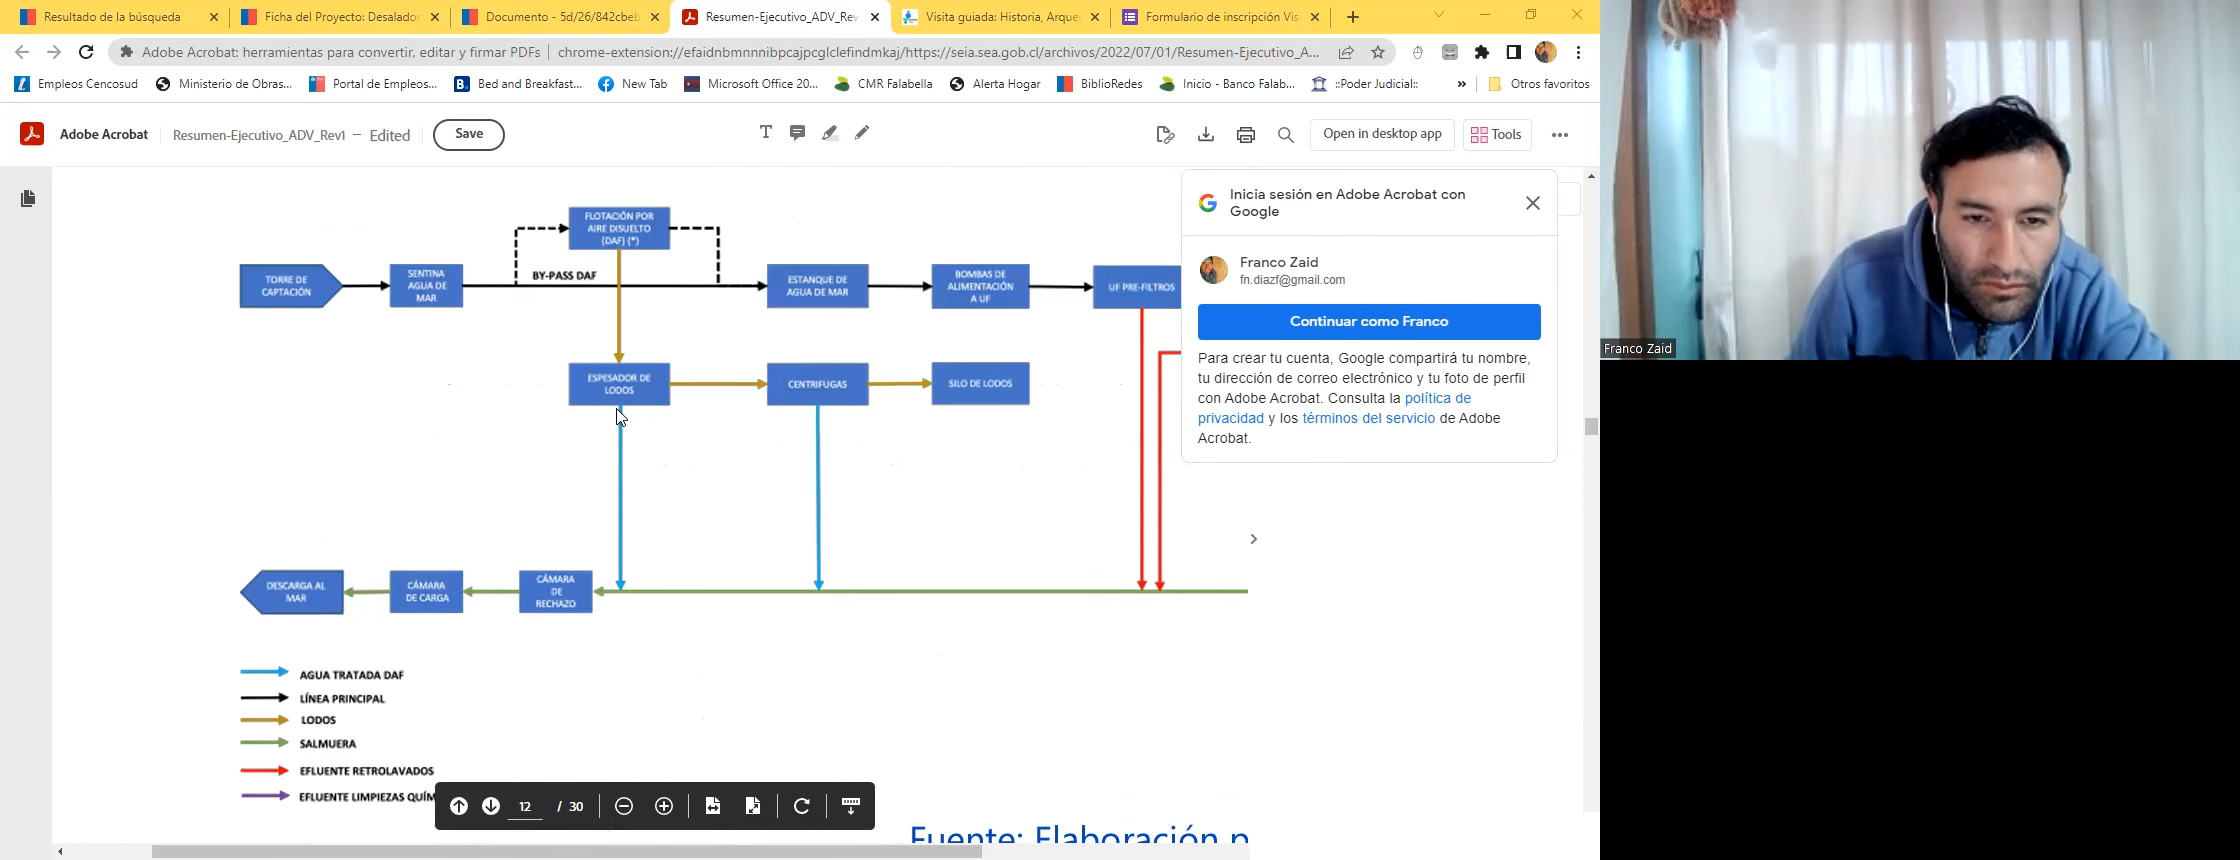 Resultado de la búsqueda
Ficha del Proyecto: Desalador
Documento - 5d/26/842cbeb
Resumen-Ejecutivo_ADV_Rev
Visita guiada: Historia, Arque
Formulario de inscripción Vis
Adobe Acrobat: herramientas para convertir, editar y firmar PDFs
chrome-extension://efaidnbmnnnibpcajpcglclefindmkaj/https://seia.sea.gob.cl/archivos/2022/07/01/Resumen-Ejecutivo_A...
Empleos Cencosud
Ministerio de Obras...
Portal de Empleos...
Bed and Breakfast...
New Tab
Microsoft Office 20...
CMR Falabella
Alerta Hogar
BiblioRedes
Inicio - Banco Falab...
::Poder Judicial::
»
Otros favoritos
Adobe Acrobat
Resumen-Ejecutivo_ADV_Rev1 — Edited
Save
Open in desktop app
Tools
FLOTACIÓN POR
AIRE DISUELTO
(DAF) (*)
BY-PASS DAF
TORRE DE
CAPTACIÓN
SENTINA
AGUA DE
MAR
ESTANQUE DE
AGUA DE MAR
BOMBAS DE
ALIMENTACIÓN
A UF
UF PRE-FILTROS
ESPESADOR DE
LODOS
CENTRIFUGAS
SILO DE LODOS
DESCARGA AL
MAR
CÁMARA
DE CARGA
CÁMARA
DE
RECHAZO
AGUA TRATADA DAF
LÍNEA PRINCIPAL
LODOS
SALMUERA
EFLUENTE RETROLAVADOS
EFLUENTE LIMPIEZAS QUÍM
12 / 30
Fuente: Elaboración p
Inicia sesión en Adobe Acrobat con
Google
Franco Zaid
fn.diazf@gmail.com
Continuar como Franco
Para crear tu cuenta, Google compartirá tu nombre,
tu dirección de correo electrónico y tu foto de perfil
con Adobe Acrobat. Consulta la política de
privacidad y los términos del servicio de Adobe
Acrobat.
Franco Zaid